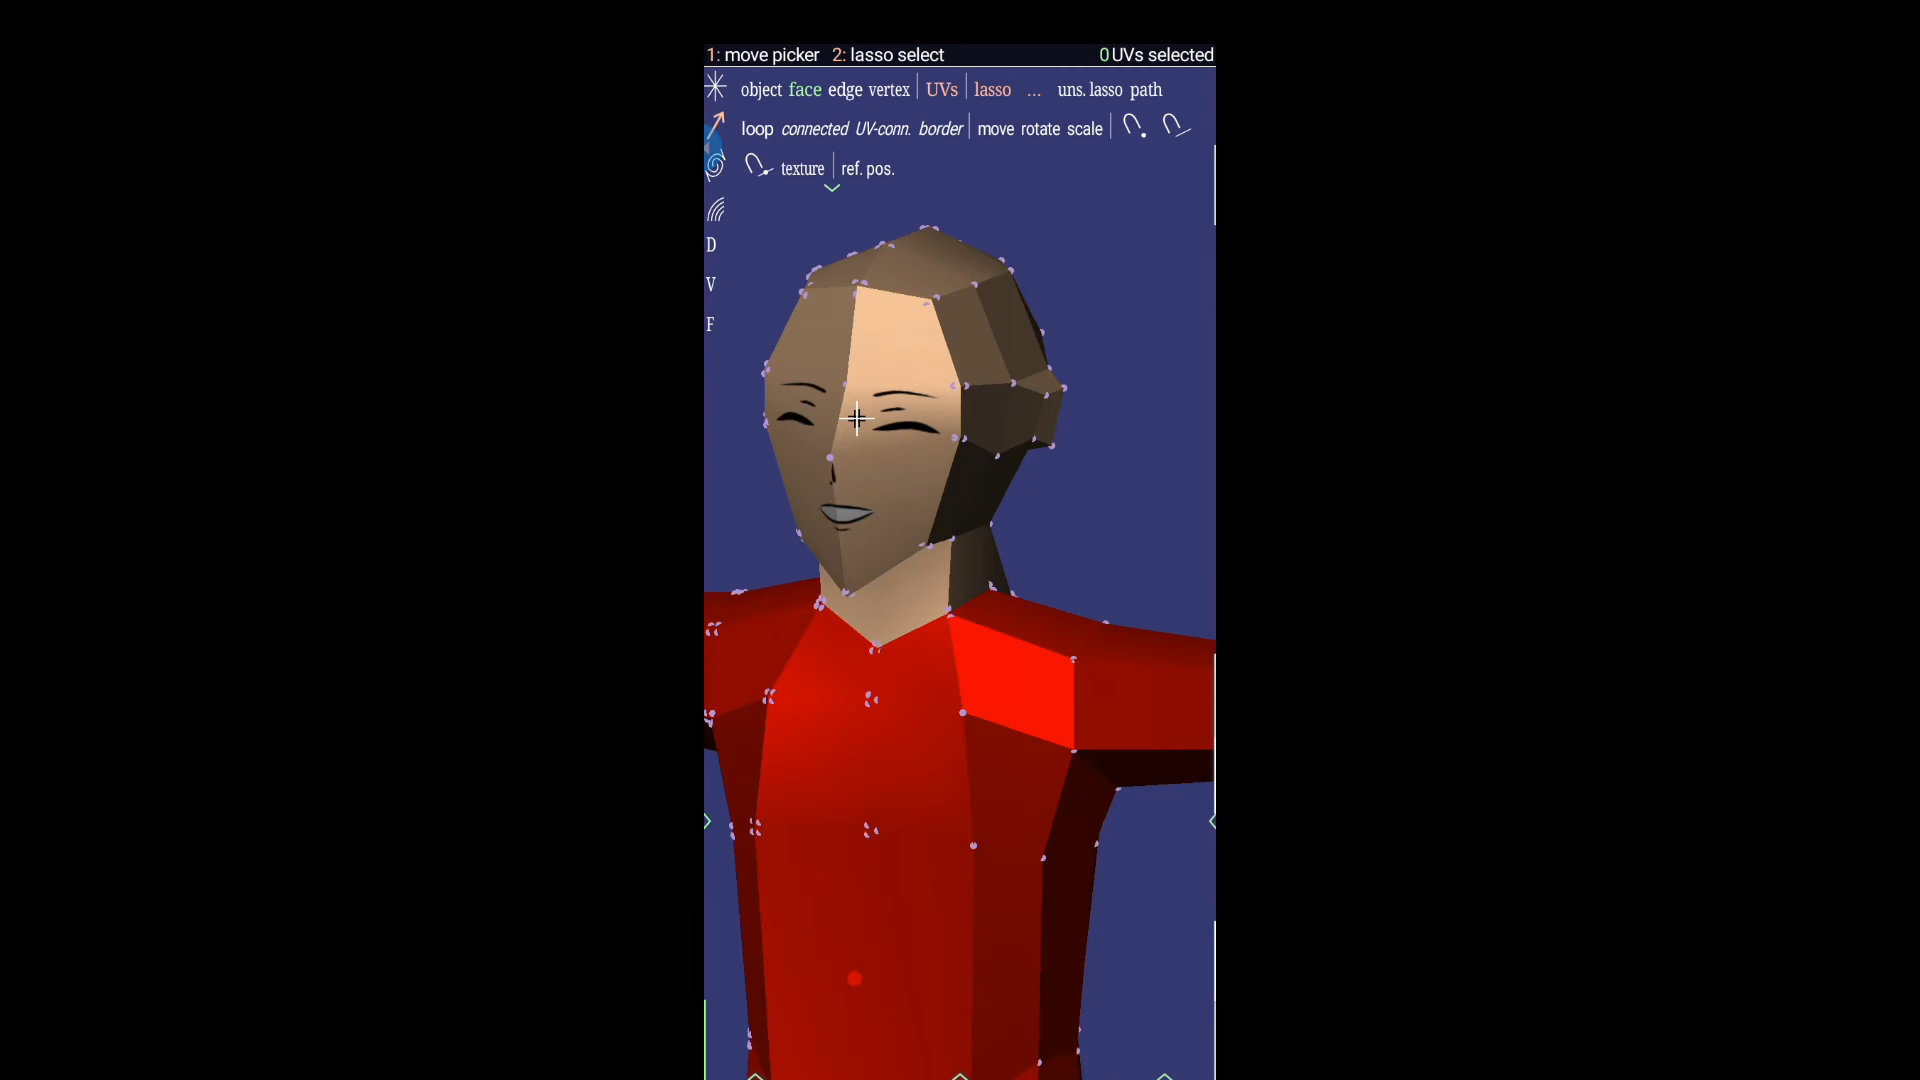 1: move picker 2: lasso select 0 UVs selected
object face edge vertex UVs lasso ... uns. lasso path
loop connected UV-conn. border move rotate scale
texture ref. pos.
D
V
F